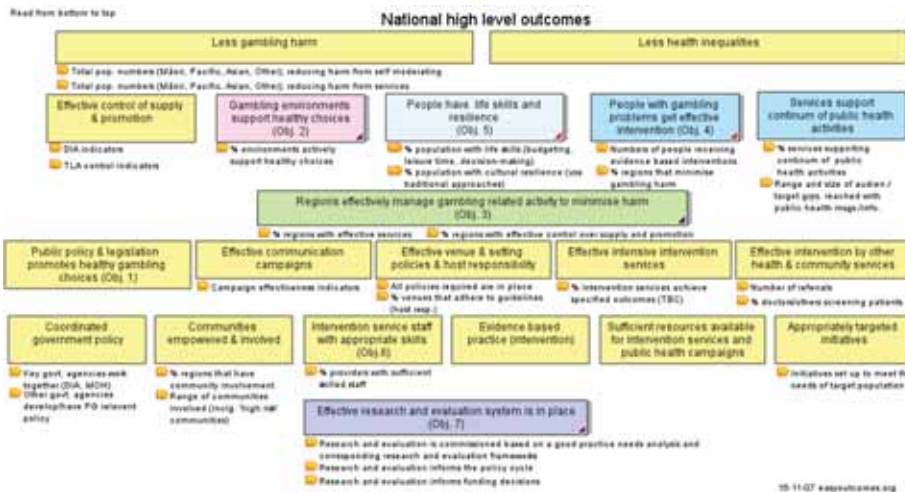 Read from bottom to top
National high level outcomes
Less gambling harm
Less health inequalities
Total pop. numbers (Māori, Pacific, Asian, Other), reducing harm from self moderating
Total pop. numbers (Māori, Pacific, Asian, Other), reducing harm from services
Effective control of supply
& promotion
DIA indicators
TLA control indicators
Gambling environments
support healthy choices
(Obj. 2)
% environments actively
support healthy choices
People have life skills and
resilience
(Obj. 5)
% population with life skills (budgeting,
leisure time, decision-making)
% population with cultural resilience (use
traditional approaches)
People with gambling
problems get effective
intervention (Obj. 4)
Numbers of people receiving
evidence based interventions
% regions that minimise
gambling harm
Services support
continuum of public health
activities
% services supporting
continuum of public
health activities
Range and size of audien /
target grps. reached with
public health msgs/info.
Regions effectively manage gambling related activity to minimise harm
(Obj. 3)
% regions with effective services
% regions with effective control over supply and promotion
Public policy & legislation
promotes healthy gambling
choices (Obj. 1)
Effective communication
campaigns
Campaign effectiveness indicators
Effective venue & setting
policies & host responsibility
All policies required are in place
% venues that adhere to guidelines
(host resp.)
Effective intensive intervention
services
% Intervention services achieve
specified outcomes (TBC)
Effective intervention by other
health & community services
Number of referrals
% doctors/others screening patients
Coordinated
government policy
Key govt. agencies work
together (DIA, MOH)
Other govt. agencies
develop/have PG relevant
policy
Communities
empowered & involved
% regions that have
community involvement
Range of communities
involved (inclg. 'high risk'
communities)
Intervention service staff
with appropriate skills
(Obj.6)
% providers with sufficient
skilled staff
Evidence based
practice (intervention)
Sufficient resources available
for intervention services and
public health campaigns
Appropriately targeted
initiatives
Initiatives set up to meet the
needs of target population
Effective research and evaluation system is in place
(Obj. 7)
Research and evaluation is commissioned based on a good practice needs analysis and
corresponding research and evaluation framework
Research and evaluation informs the policy cycle
Research and evaluation informs funding decisions
15-11-07 easyoutcomes.org